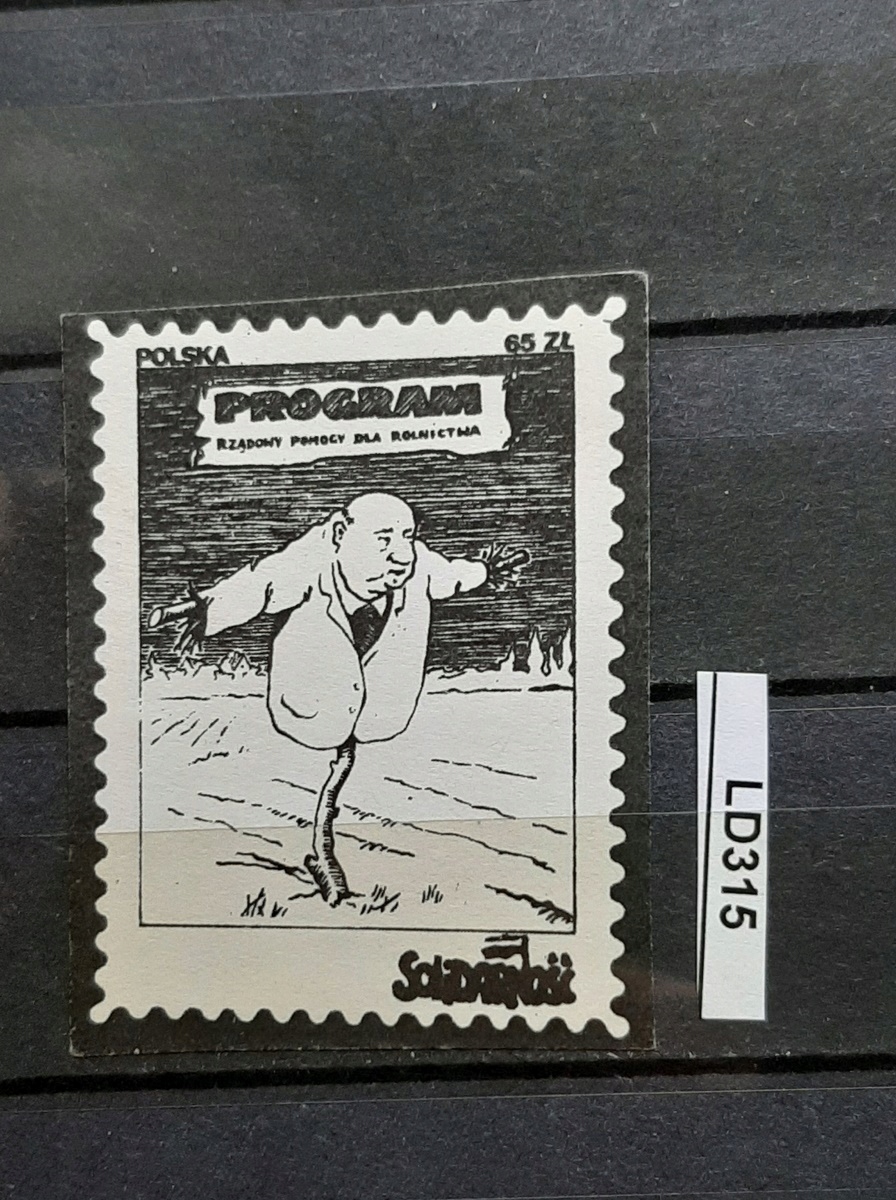 POLSKA
65 ZŁ
PROGRAM
RZĄDOWY POMOCY DLA ROLNICTWA
SOLIDARNOŚĆ
LD315